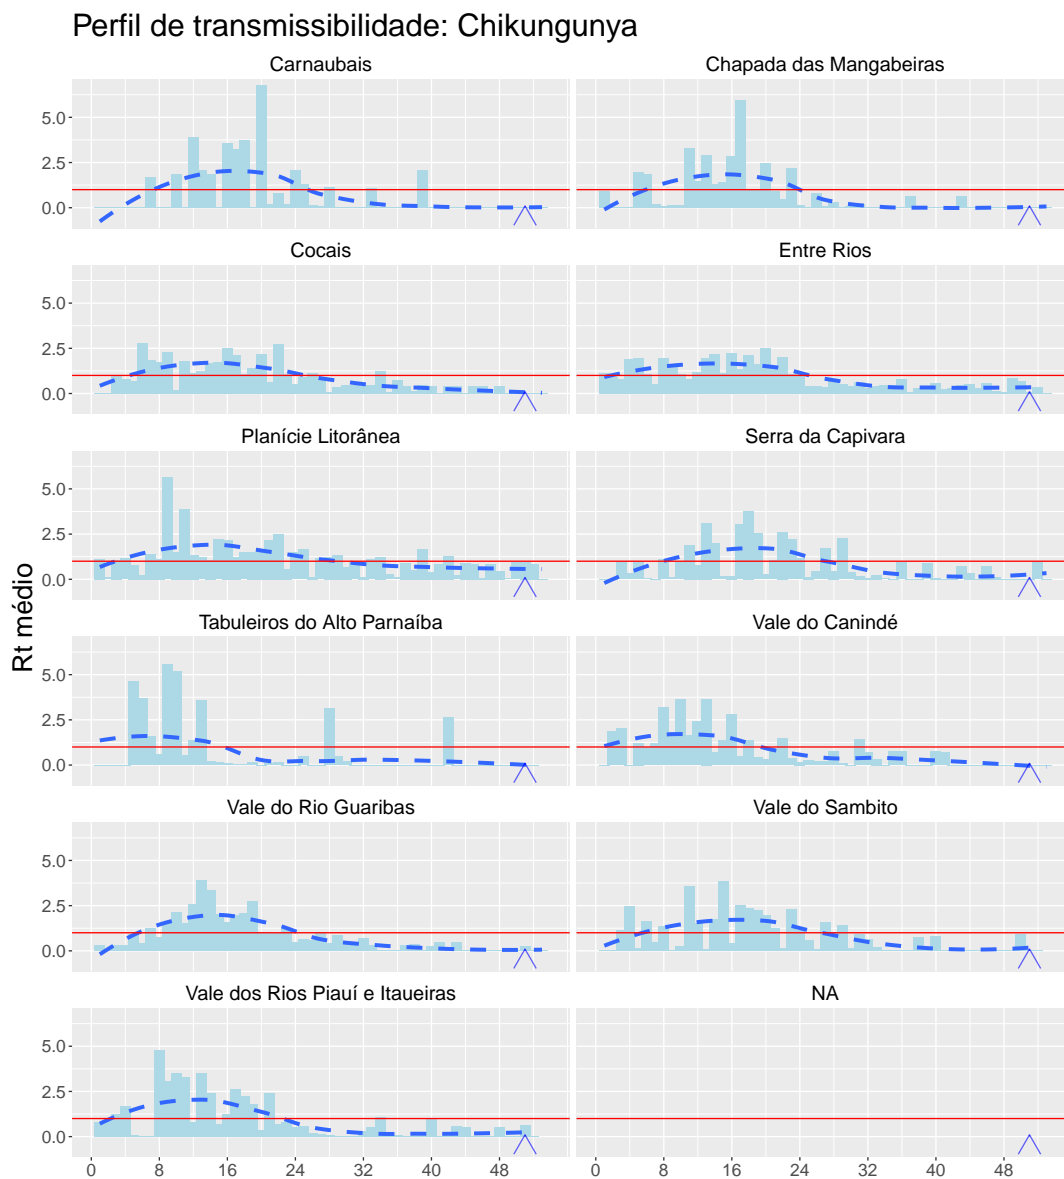 Perfil de transmissibilidade: Chikungunya
Carnaubais
Chapada das Mangabeiras
5.0
2.5
0.0
Cocais
Entre Rios
5.0
2.5
0.0
Planície Litorânea
Serra da Capivara
5.0
2.5
0.0
Rt médio
Tabuleiros do Alto Parnaíba
Vale do Canindé
5.0
2.5
0.0
Vale do Rio Guaribas
Vale do Sambito
5.0
2.5
0.0
Vale dos Rios Piauí e Itaueiras
NA
5.0
2.5
0.0
0 8 16 24 32 40 48
0 8 16 24 32 40 48